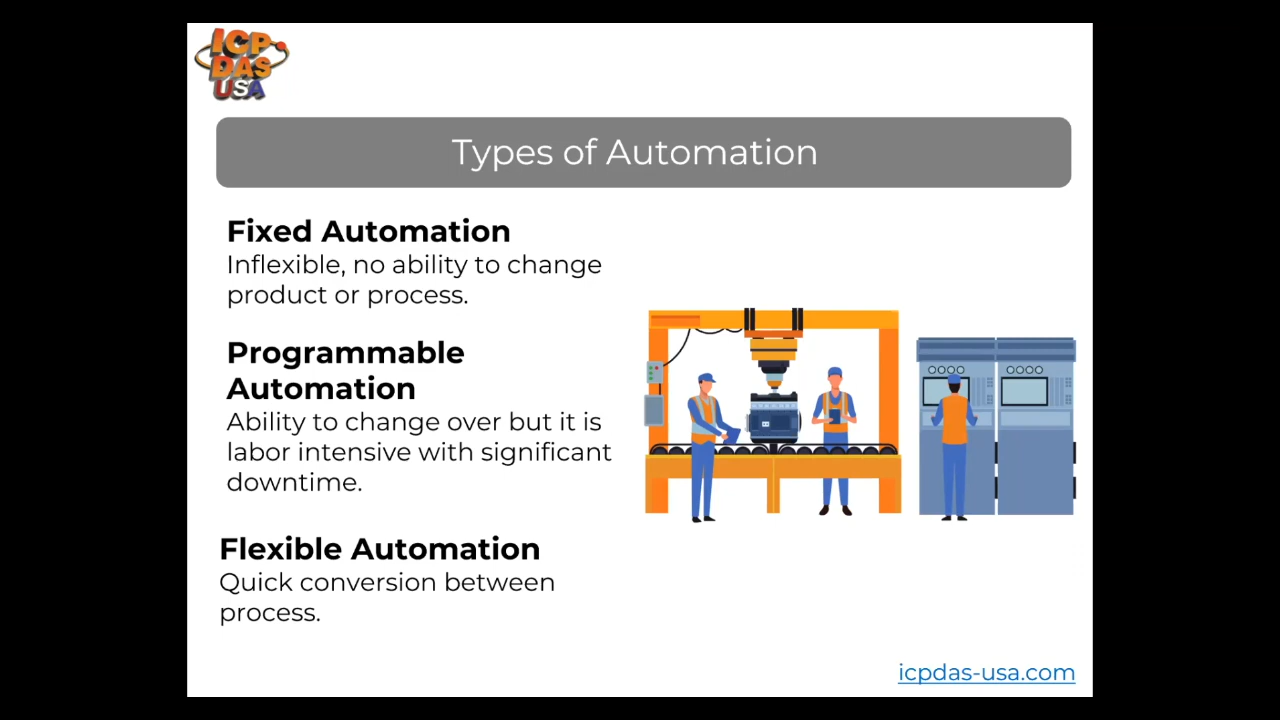 ICP
DAS
USA
Types of Automation
Fixed Automation
Inflexible, no ability to change
product or process.
Programmable
Automation
Ability to change over but it is
labor intensive with significant
downtime.
Flexible Automation
Quick conversion between
process.
icpdas-usa.com